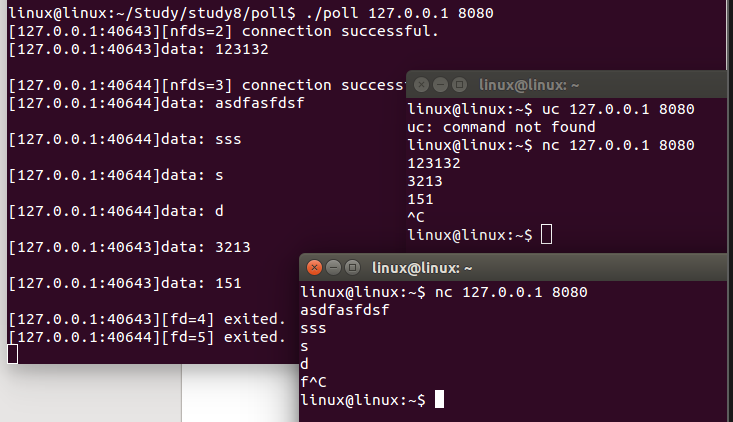 linux@linux:~/Study/study8/poll$ ./poll 127.0.0.1 8080
[127.0.0.1:40643][nfds=2] connection successful.
[127.0.0.1:40643]data: 123132
[127.0.0.1:40644][nfds=3] connection success
[127.0.0.1:40644]data: asdfasfdsf
[127.0.0.1:40644]data: sss
[127.0.0.1:40644]data: s
[127.0.0.1:40644]data: d
[127.0.0.1:40643]data: 3213
[127.0.0.1:40643]data: 151
[127.0.0.1:40643][fd=4] exited.
[127.0.0.1:40644][fd=5] exited.
linux@linux: ~
linux@linux:~$ uc 127.0.0.1 8080
uc: command not found
linux@linux:~$ nc 127.0.0.1 8080
123132
3213
151
^C
linux@linux:~$
linux@linux: ~
linux@linux:~$ nc 127.0.0.1 8080
asdfasfdsf
sss
s
d
f^C
linux@linux:~$